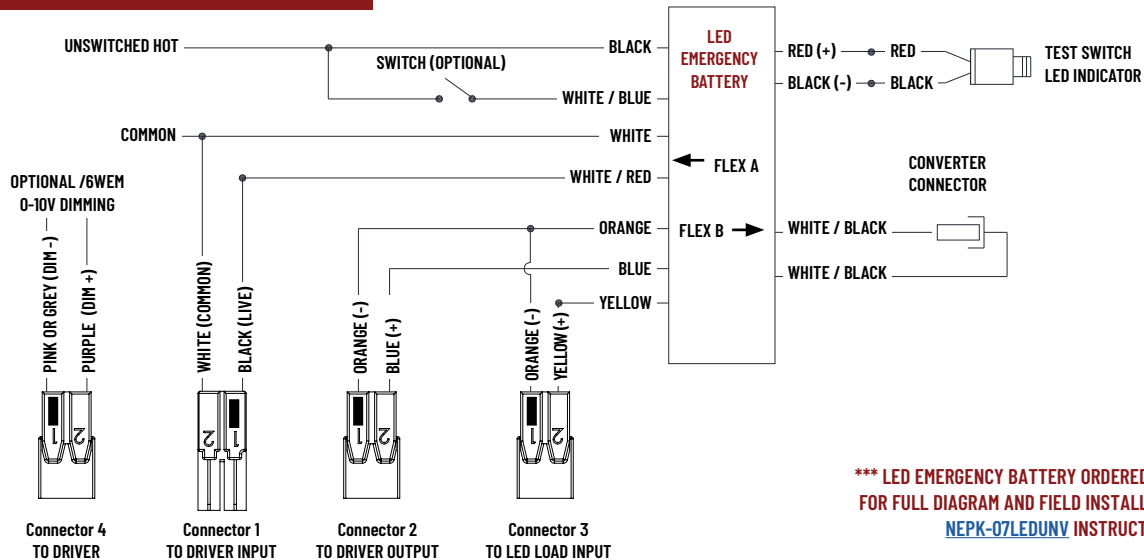 UNSWITCHED HOT
BLACK
SWITCH (OPTIONAL)
WHITE / BLUE
COMMON
WHITE
WHITE / RED
OPTIONAL /6WEM
0-10V DIMMING
ORANGE
BLUE
YELLOW
LED
EMERGENCY
BATTERY
FLEX A
FLEX B
RED (+)
RED
BLACK (-)
BLACK
TEST SWITCH
LED INDICATOR
CONVERTER
CONNECTOR
WHITE / BLACK
WHITE / BLACK
PINK OR GREY (DIM -)
PURPLE (DIM +)
WHITE (COMMON)
BLACK (LIVE)
ORANGE (-)
BLUE (+)
ORANGE (-)
YELLOW (+)
1 2
2 1
1 2
1 2
Connector 4
TO DRIVER
Connector 1
TO DRIVER INPUT
Connector 2
TO DRIVER OUTPUT
Connector 3
TO LED LOAD INPUT
*** LED EMERGENCY BATTERY ORDERED
FOR FULL DIAGRAM AND FIELD INSTALL
NEPK-07LEDUNV INSTRUCT